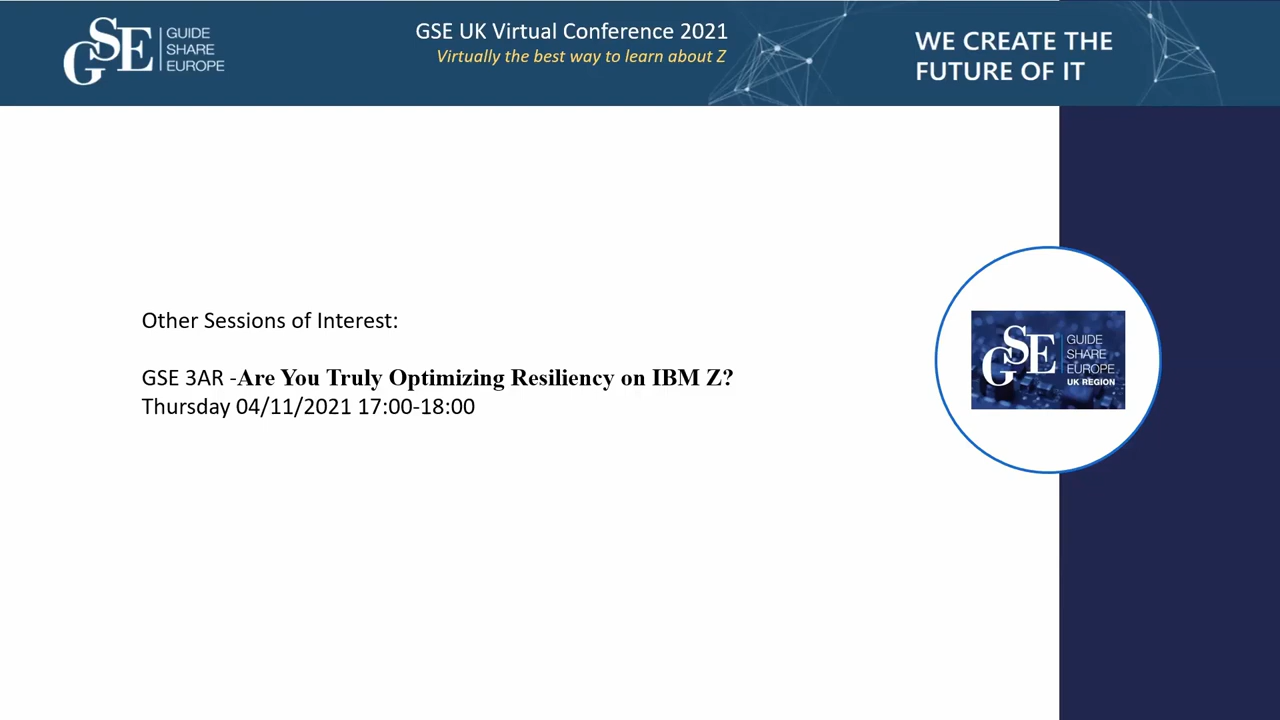 GSE
GUIDE
SHARE
EUROPE
GSE UK Virtual Conference 2021
Virtually the best way to learn about Z
WE CREATE THE
FUTURE OF IT
Other Sessions of Interest:
GSE 3AR -Are You Truly Optimizing Resiliency on IBM Z?
Thursday 04/11/2021 17:00-18:00
GSE
GUIDE
SHARE
EUROPE
UK REGION